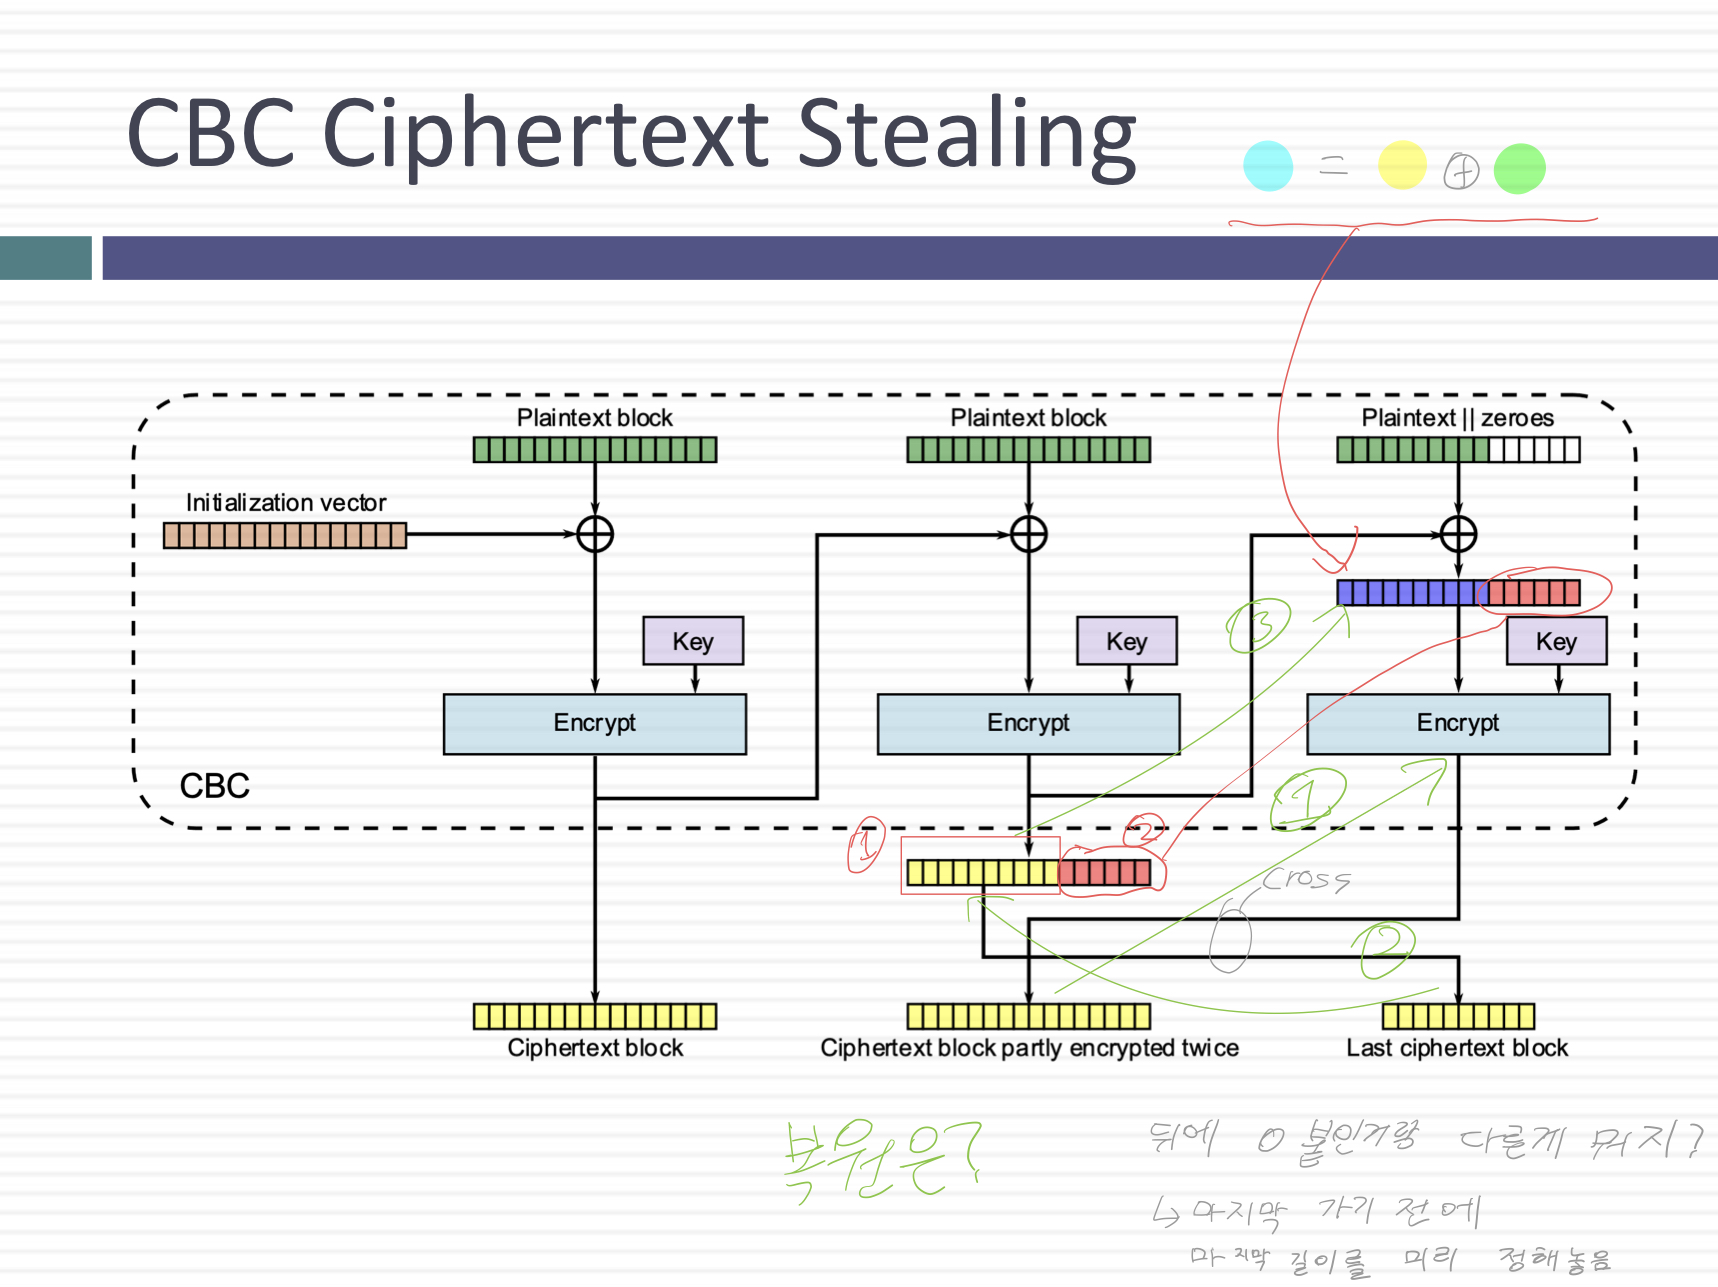 CBC Ciphertext Stealing
= ⊕
Plaintext block
Plaintext block
Plaintext || zeroes
Initialization vector
③
Key
Key
Key
Encrypt
Encrypt
Encrypt
CBC
①
①
②
cross
②
Ciphertext block
Ciphertext block partly encrypted twice
Last ciphertext block
복원은?
뒤에 0 붙인거랑 다를게 뭐지?
↳ 마지막 가기 전에
마지막 길이를 미리 정해놓음